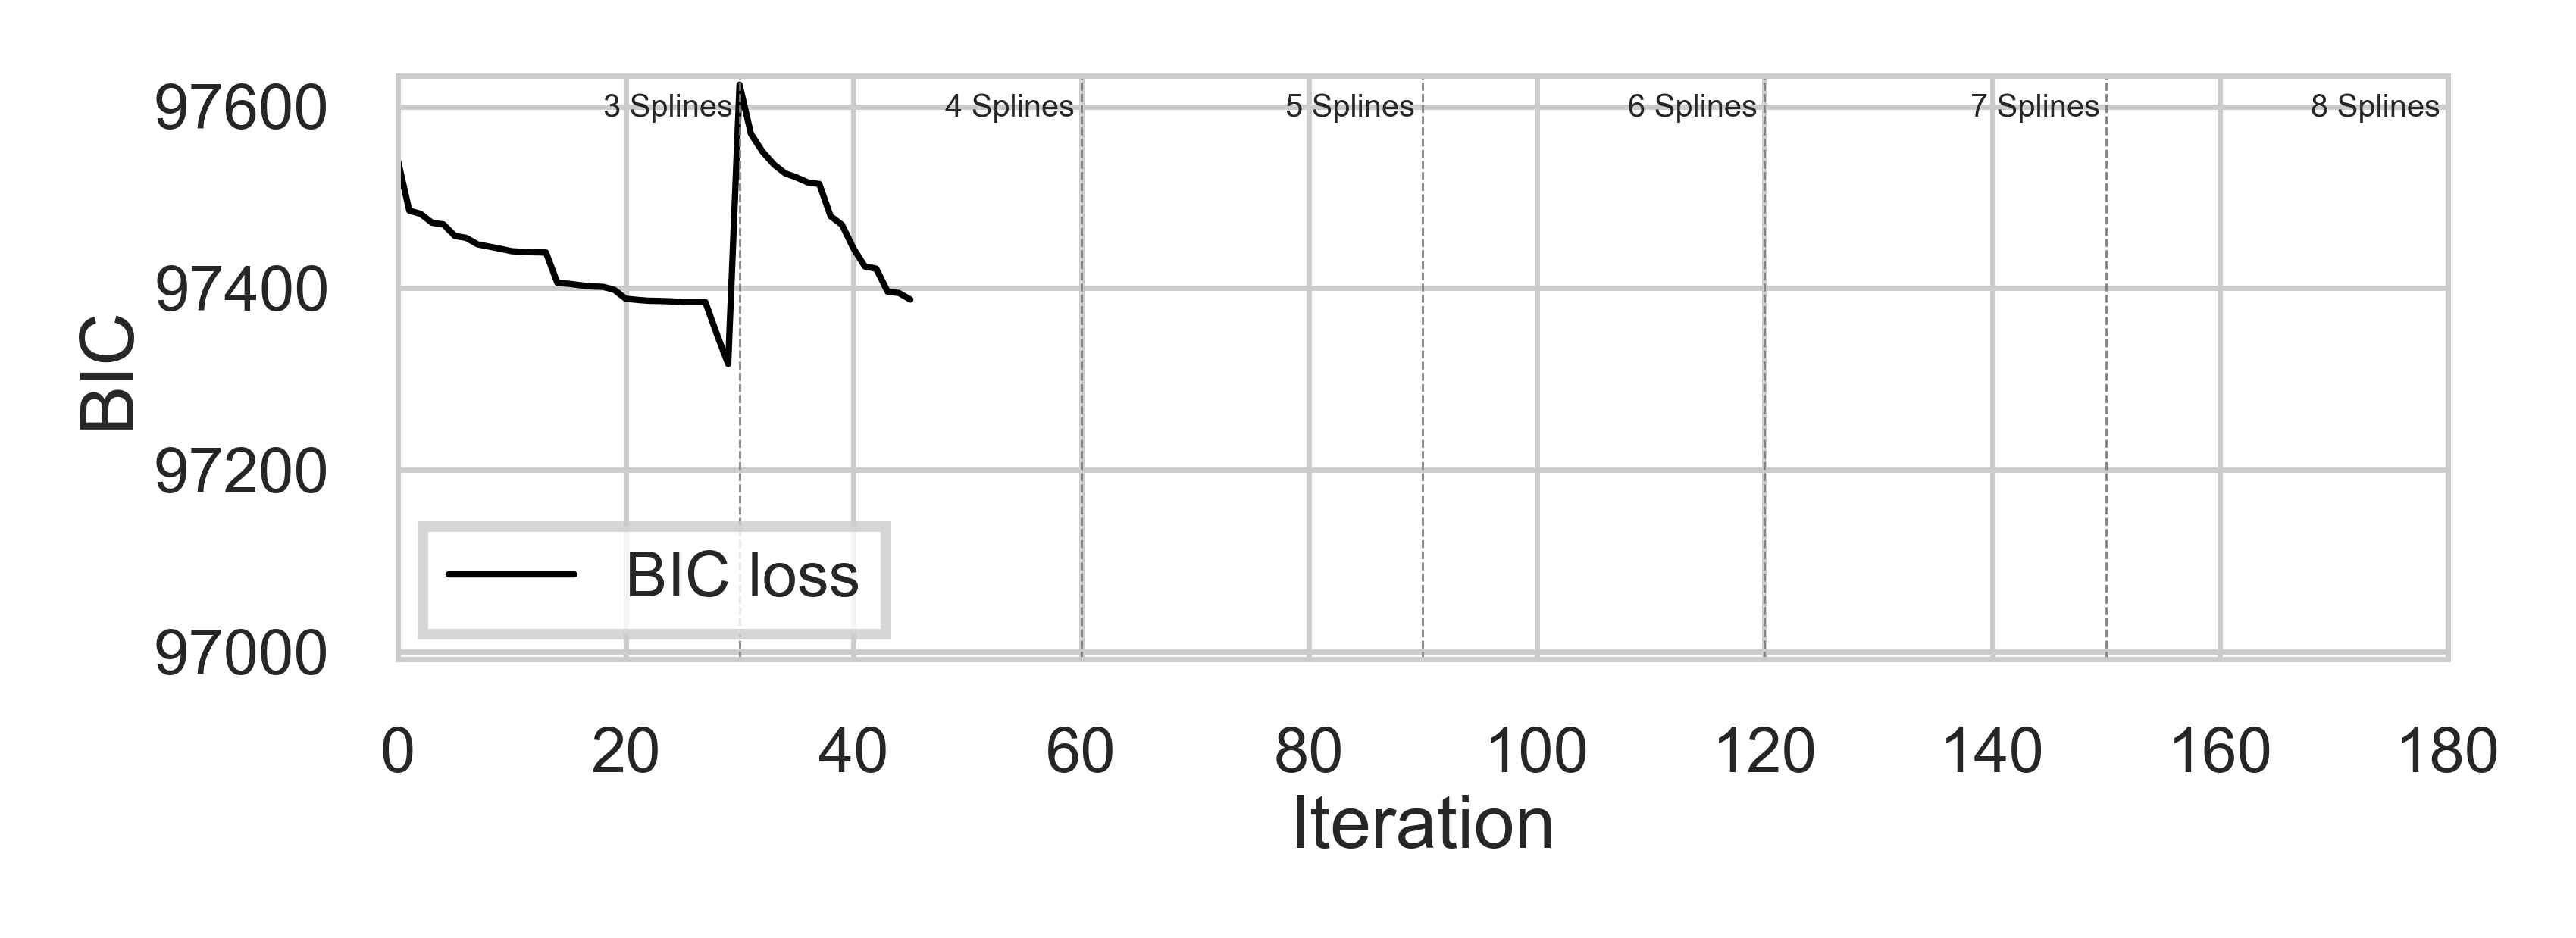 97600
97400
97200
97000
BIC
3 Splines
4 Splines
5 Splines
6 Splines
7 Splines
8 Splines
BIC loss
0 20 40 60 80 100 120 140 160 180
Iteration